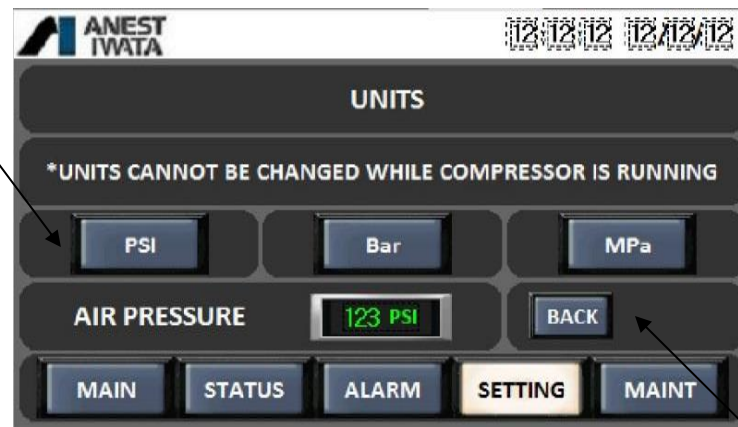 ANEST
IWATA
12:12:12 12/12/12
UNITS
*UNITS CANNOT BE CHANGED WHILE COMPRESSOR IS RUNNING
PSI Bar MPa
AIR PRESSURE 123 PSI BACK
MAIN STATUS ALARM SETTING MAINT